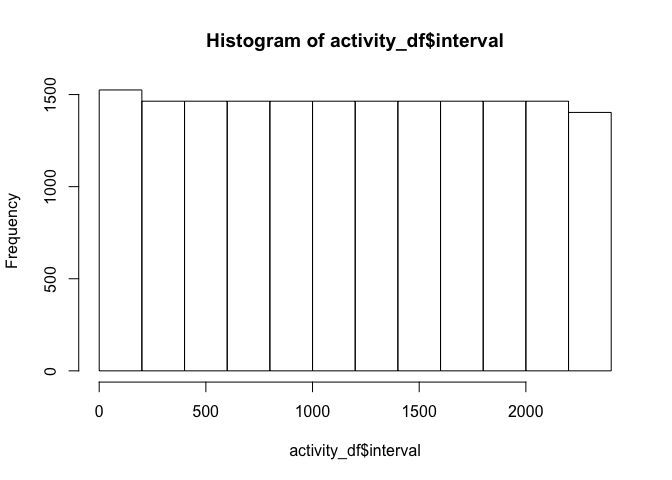 Histogram of activity_df$interval
Frequency
1500
1000
500
0
0 500 1000 1500 2000
activity_df$interval